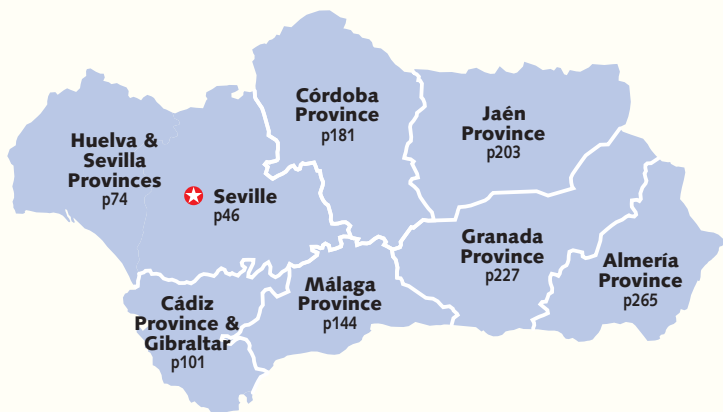 Huelva &
Sevilla
Provinces
p74
Seville
p46
Córdoba
Province
p181
Jaén
Province
p203
Cádiz
Province &
Gibraltar
p101
Málaga
Province
p144
Granada
Province
p227
Almería
Province
p265